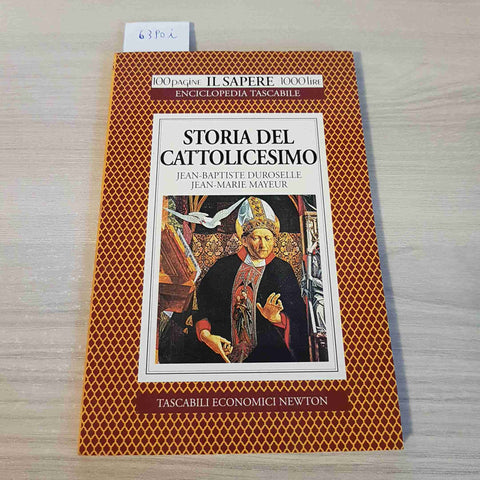 6390 i
100 pagine IL SAPERE 1000 lire
ENCICLOPEDIA TASCABILE
STORIA DEL
CATTOLICESIMO
JEAN-BAPTISTE DUROSELLE
JEAN-MARIE MAYEUR
TASCABILI ECONOMICI NEWTON